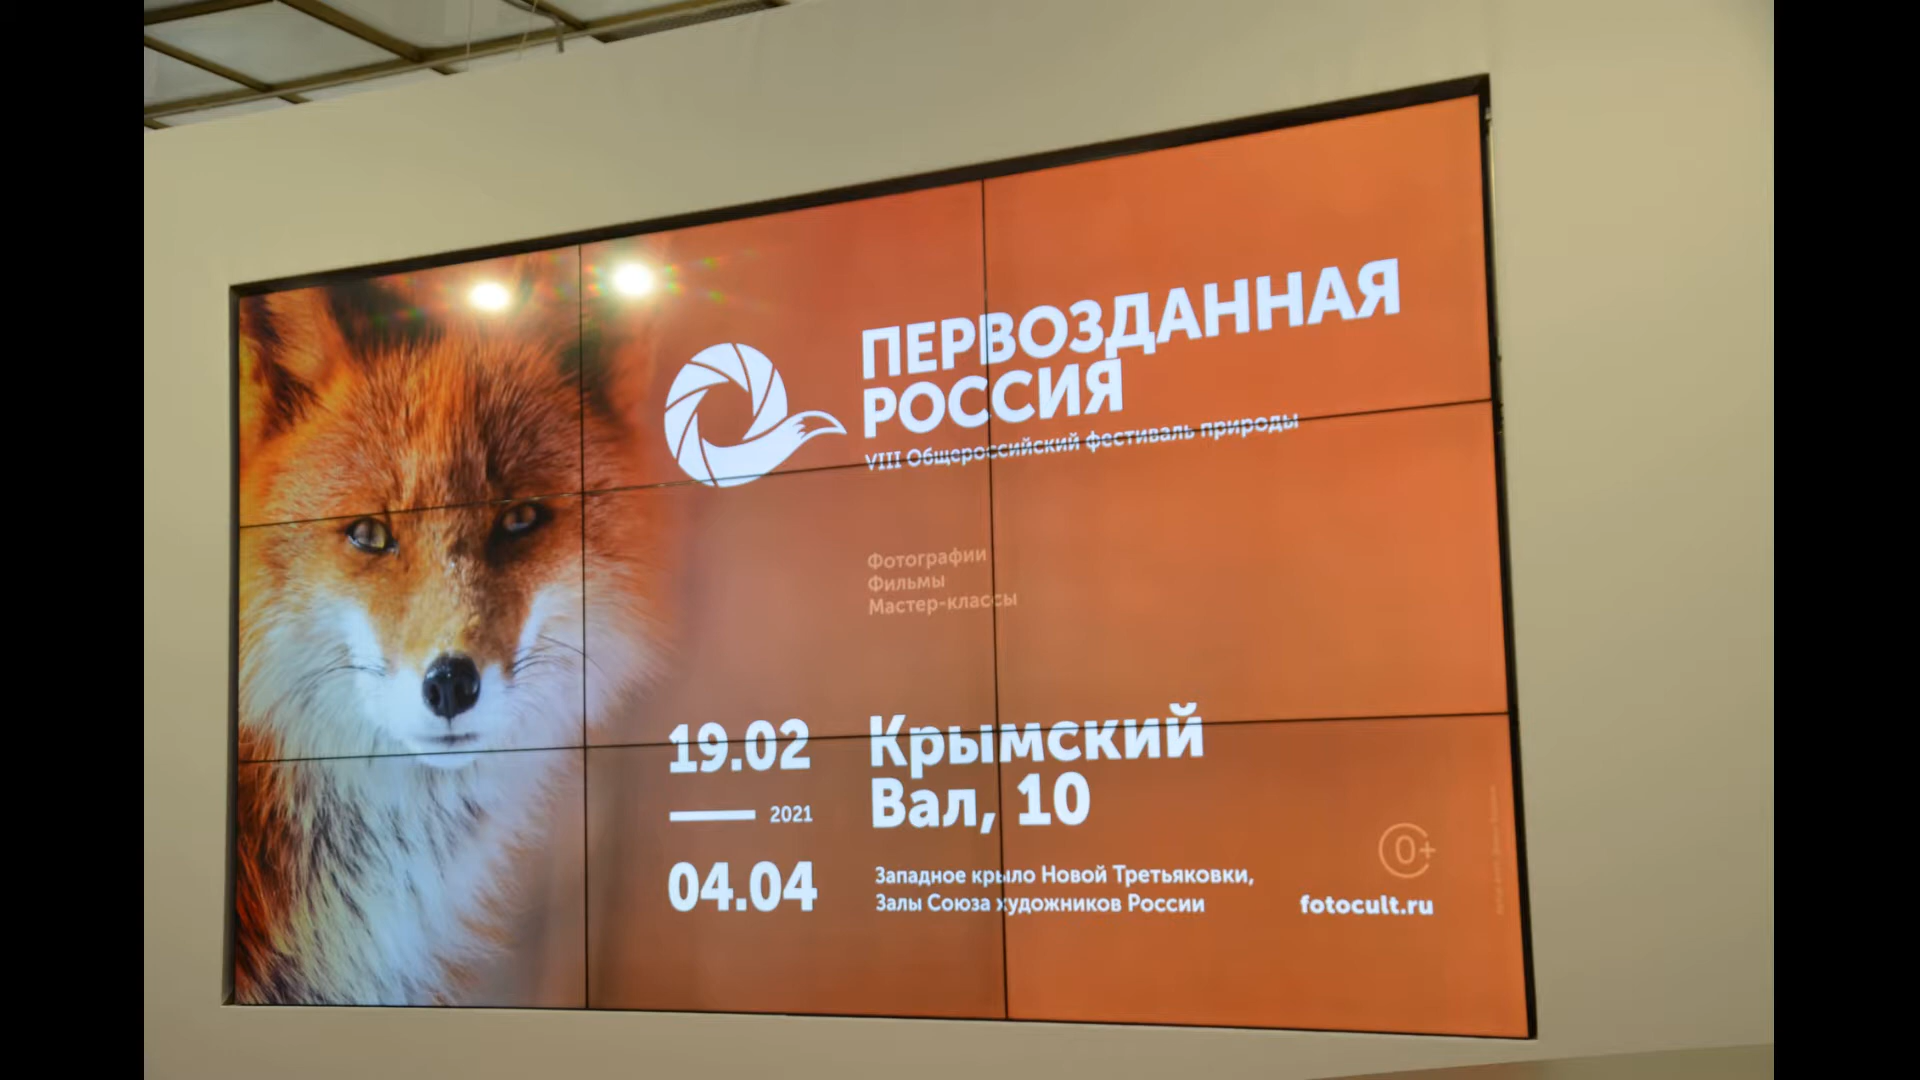 ПЕРВОЗДАННАЯ
РОССИЯ
VIII Общероссийский фестиваль природы
Фотографии
Фильмы
Мастер-классы
19.02
2021
04.04
Крымский
Вал, 10
Западное крыло Новой Третьяковки,
Залы Союза художников России
0+
fotocult.ru